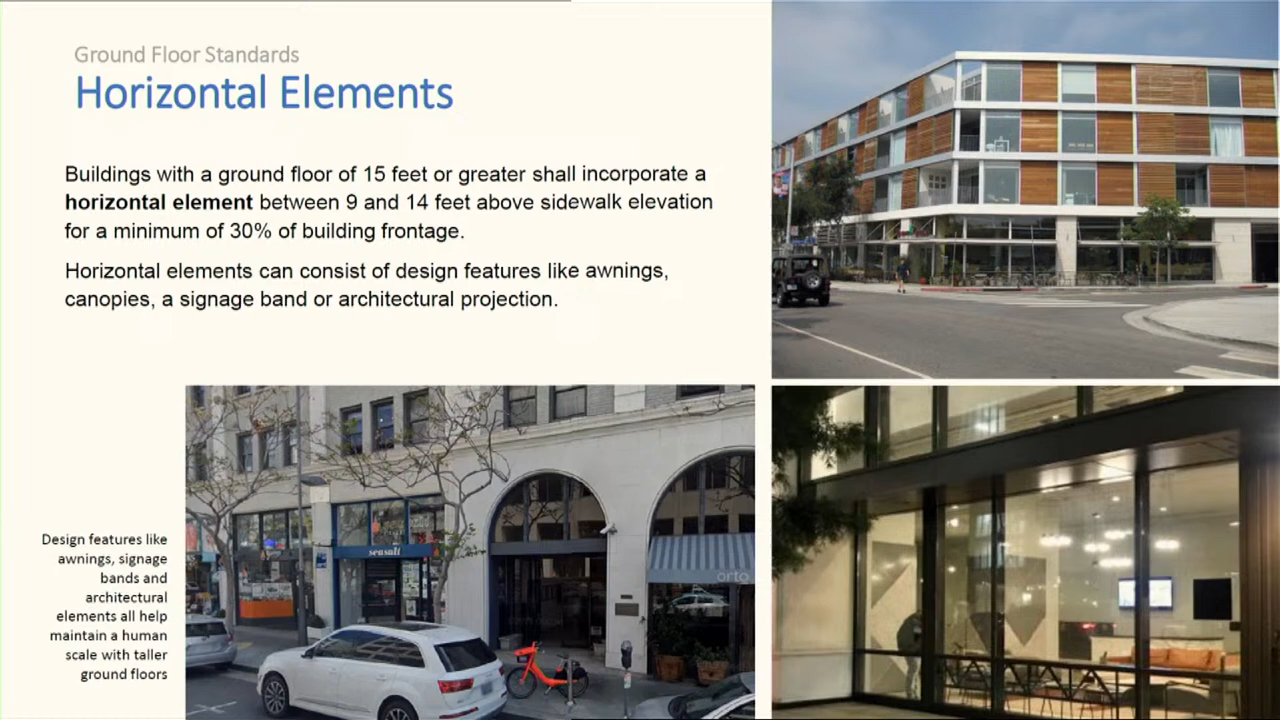 Ground Floor Standards
Horizontal Elements
Buildings with a ground floor of 15 feet or greater shall incorporate a
horizontal element between 9 and 14 feet above sidewalk elevation
for a minimum of 30% of building frontage.
Horizontal elements can consist of design features like awnings,
canopies, a signage band or architectural projection.
Design features like
awnings, signage
bands and
architectural
elements all help
maintain a human
scale with taller
ground floors
seasalt
orto